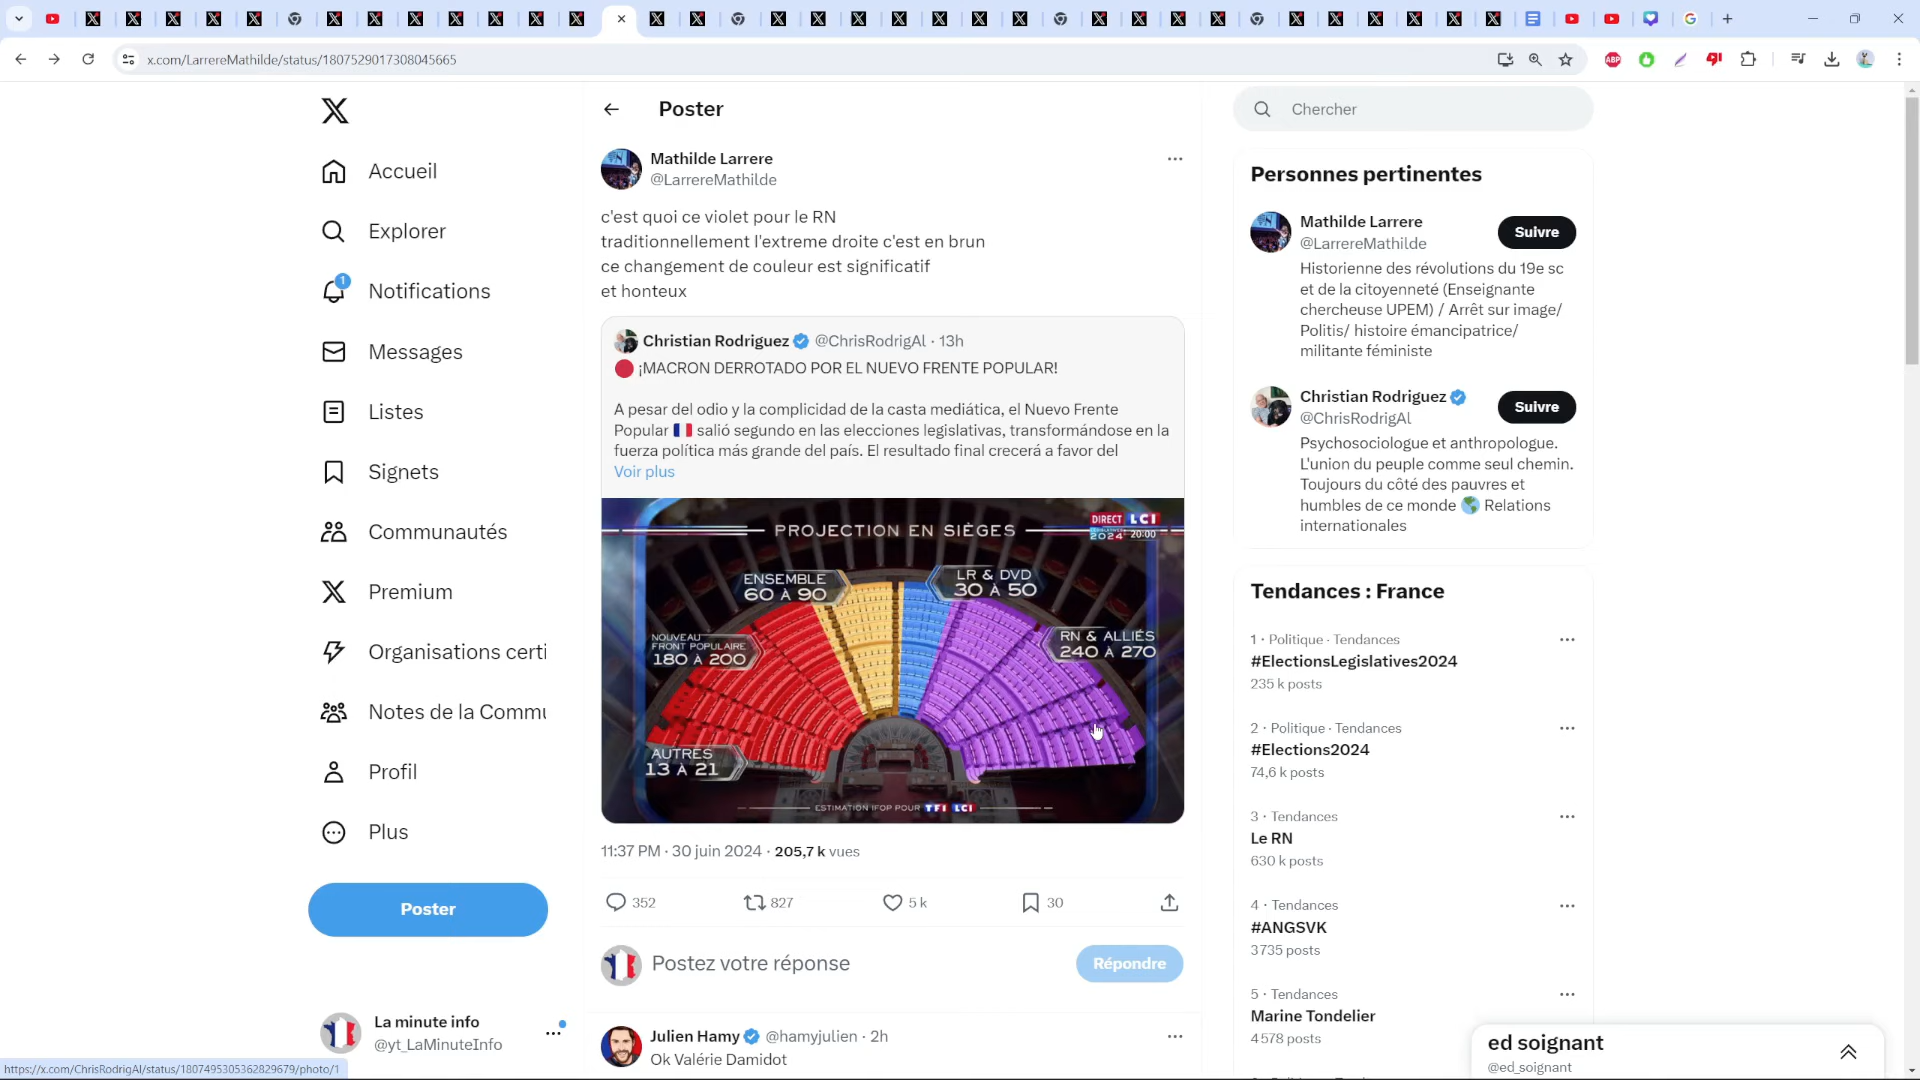 x.com/LarrereMathilde/status/1807529017308045665
Poster
Chercher
Accueil
Explorer
1
Notifications
Messages
Listes
Signets
Communautés
Premium
Organisations certi
Notes de la Commu
Profil
Plus
Poster
La minute info
@yt_LaMinuteInfo
Mathilde Larrere
@LarrereMathilde
c'est quoi ce violet pour le RN
traditionnellement l'extreme droite c'est en brun
ce changement de couleur est significatif
et honteux
Christian Rodriguez @ChrisRodrigAl · 13h
¡MACRON DERROTADO POR EL NUEVO FRENTE POPULAR!
A pesar del odio y la complicidad de la casta mediática, el Nuevo Frente
Popular salió segundo en las elecciones legislativas, transformándose en la
fuerza política más grande del país. El resultado final crecerá a favor del
Voir plus
PROJECTION EN SIÈGES
DIRECT LCI
2024 20:00
ENSEMBLE
60 À 90
LR & DVD
30 À 50
NOUVEAU
FRONT POPULAIRE
180 À 200
RN & ALLIÉS
240 À 270
AUTRES
13 À 21
ESTIMATION IFOP POUR TF1 LCI
11:37 PM · 30 juin 2024 · 205,7 k vues
352
827
5 k
30
Postez votre réponse
Répondre
Julien Hamy @hamyjulien · 2h
Ok Valérie Damidot
Personnes pertinentes
Mathilde Larrere
@LarrereMathilde
Suivre
Historienne des révolutions du 19e sc
et de la citoyenneté (Enseignante
chercheuse UPEM) / Arrêt sur image/
Politis/ histoire émancipatrice/
militante féministe
Christian Rodriguez
@ChrisRodrigAl
Suivre
Psychosociologue et anthropologue.
L'union du peuple comme seul chemin.
Toujours du côté des pauvres et
humbles de ce monde Relations
internationales
Tendances : France
1 · Politique · Tendances
#ElectionsLegislatives2024
235 k posts
2 · Politique · Tendances
#Elections2024
74,6 k posts
3 · Tendances
Le RN
630 k posts
4 · Tendances
#ANGSVK
3 735 posts
5 · Tendances
Marine Tondelier
4 578 posts
ed soignant
@ed_soignant
https://x.com/ChrisRodrigAl/status/1807495305362829679/photo/1